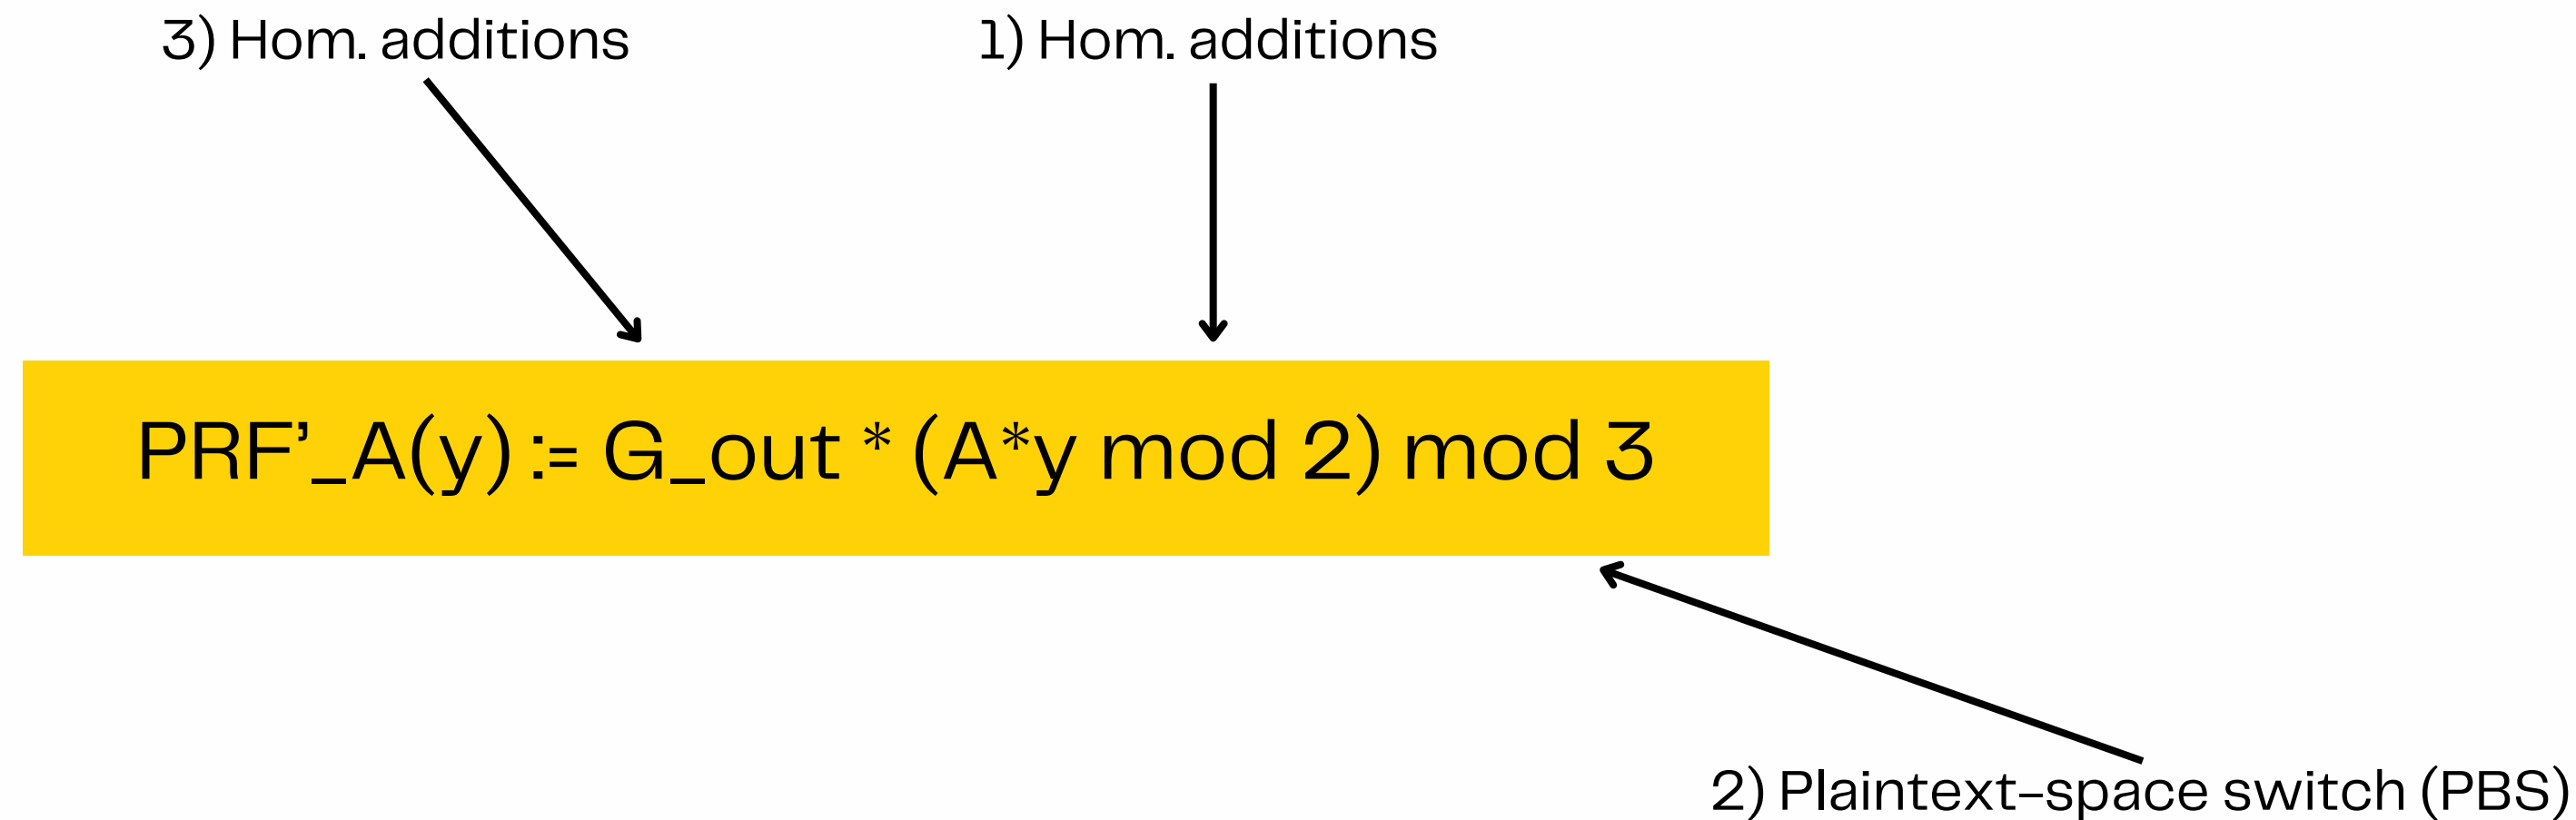 3) Hom. additions
1) Hom. additions
PRF’_A(y) := G_out * (A*y mod 2) mod 3
2) Plaintext-space switch (PBS)